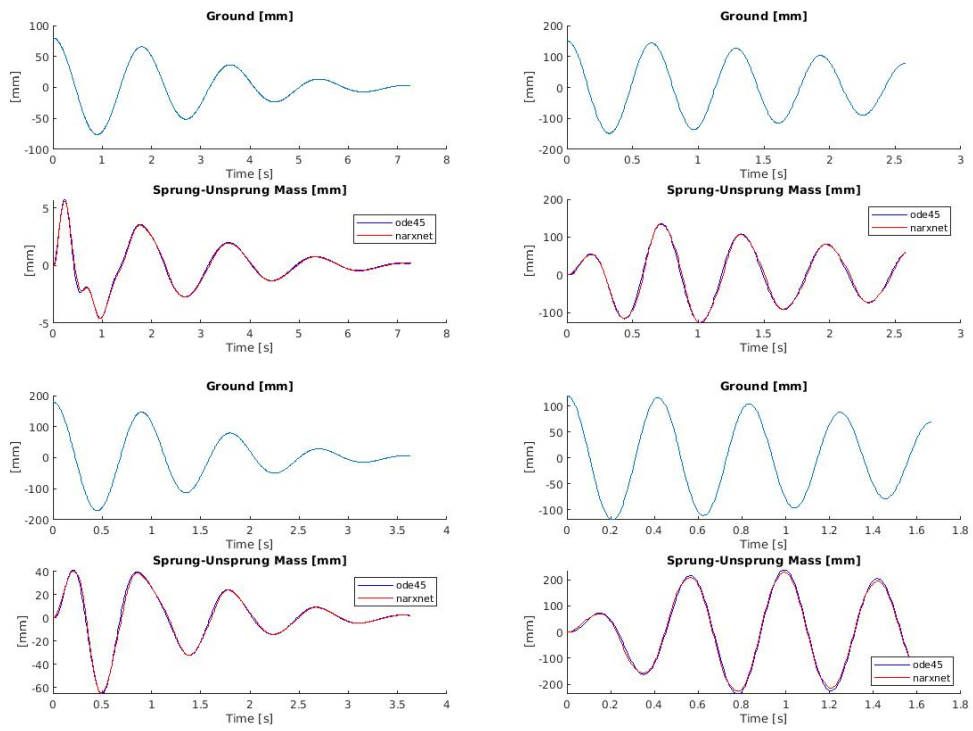 Ground [mm]
100
50
0
-50
-100
[mm]
0 1 2 3 4 5 6 7 8
Time [s]
Sprung-Unsprung Mass [mm]
5
0
-5
[mm]
ode45
narxnet
0 1 2 3 4 5 6 7 8
Time [s]
Ground [mm]
200
100
0
-100
-200
[mm]
0 0.5 1 1.5 2 2.5 3
Time [s]
Sprung-Unsprung Mass [mm]
200
100
0
-100
[mm]
ode45
narxnet
0 0.5 1 1.5 2 2.5 3
Time [s]
Ground [mm]
200
100
0
-100
-200
[mm]
0 0.5 1 1.5 2 2.5 3 3.5 4
Time [s]
Sprung-Unsprung Mass [mm]
40
20
0
-20
-40
-60
[mm]
ode45
narxnet
0 0.5 1 1.5 2 2.5 3 3.5 4
Time [s]
Ground [mm]
100
50
0
-50
-100
[mm]
0 0.2 0.4 0.6 0.8 1 1.2 1.4 1.6 1.8
Time [s]
Sprung-Unsprung Mass [mm]
200
100
0
-100
-200
[mm]
ode45
narxnet
0 0.2 0.4 0.6 0.8 1 1.2 1.4 1.6 1.8
Time [s]